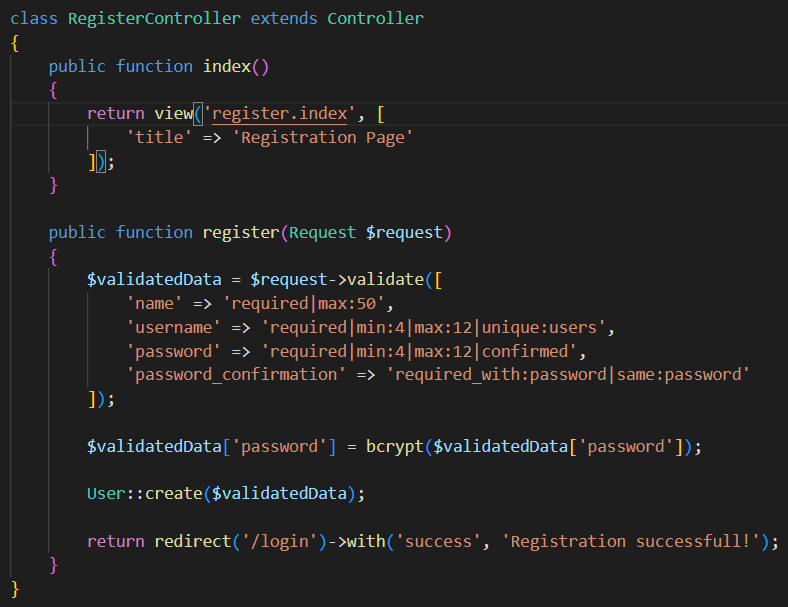 class RegisterController extends Controller
{
    public function index()
    {
        return view('register.index', [
            'title' => 'Registration Page'
        ]);
    }

    public function register(Request $request)
    {
        $validatedData = $request->validate([
            'name' => 'required|max:50',
            'username' => 'required|min:4|max:12|unique:users',
            'password' => 'required|min:4|max:12|confirmed',
            'password_confirmation' => 'required_with:password|same:password'
        ]);

        $validatedData['password'] = bcrypt($validatedData['password']);

        User::create($validatedData);

        return redirect('/login')->with('success', 'Registration successfull!');
    }
}